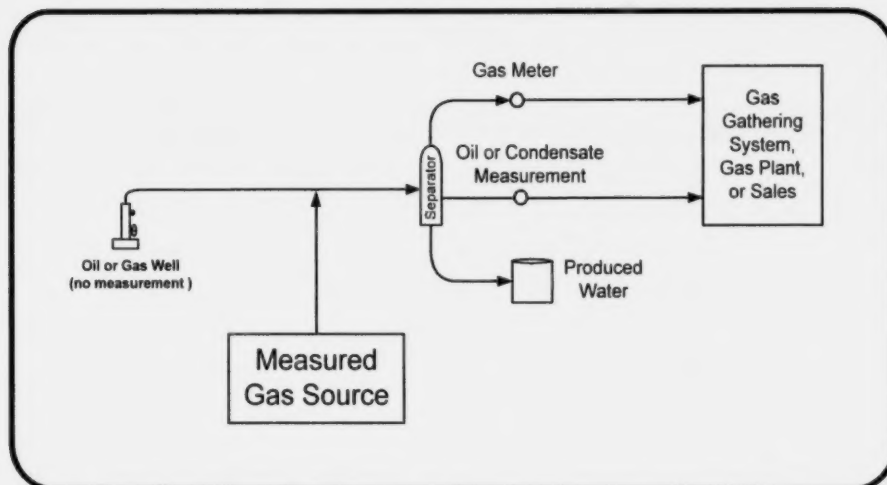 Gas Meter
Gas
Gathering
System,
Gas Plant,
or Sales
Oil or Condensate
Measurement
Separator
Oil or Gas Well
(no measurement )
Produced
Water
Measured
Gas Source